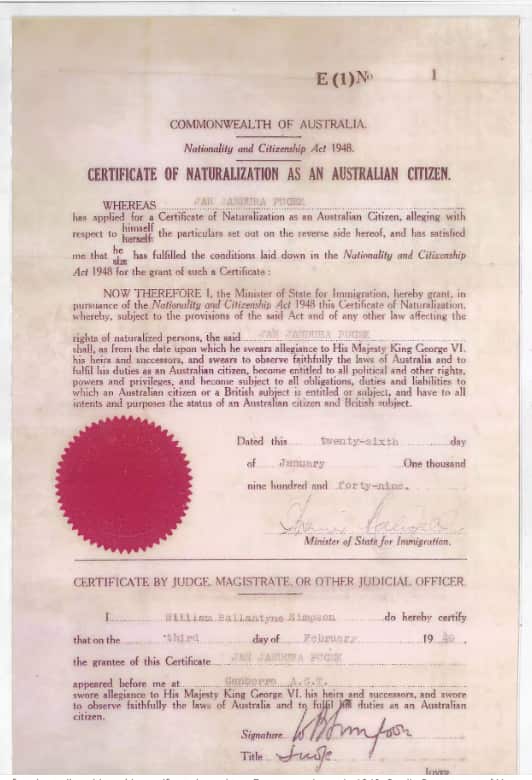 E (1) No 1
COMMONWEALTH OF AUSTRALIA.
Nationality and Citizenship Act 1948.
CERTIFICATE OF NATURALIZATION AS AN AUSTRALIAN CITIZEN.
WHEREAS JAN JANDURA PUCEK
has applied for a Certificate of Naturalization as an Australian Citizen, alleging with
respect to himself herself the particulars set out on the reverse side hereof, and has satisfied
me that he she has fulfilled the conditions laid down in the Nationality and Citizenship
Act 1948 for the grant of such a Certificate :
NOW THEREFORE I, the Minister of State for Immigration, hereby grant, in
pursuance of the Nationality and Citizenship Act 1948 this Certificate of Naturalization,
whereby, subject to the provisions of the said Act and of any other law affecting the
rights of naturalized persons, the said JAN JANDURA PUCEK
shall, as from the date upon which he swears allegiance to His Majesty King George VI.
his heirs and successors, and swears to observe faithfully the laws of Australia and to
fulfil his duties as an Australian citizen, become entitled to all political and other rights,
powers and privileges, and become subject to all obligations, duties and liabilities to
which an Australian citizen or a British subject is entitled or subject, and have to all
intents and purposes the status of an Australian citizen and British subject.
Dated this twenty-sixth day
of January One thousand
nine hundred and forty-nine.
Minister of State for Immigration.
CERTIFICATE BY JUDGE, MAGISTRATE, OR OTHER JUDICIAL OFFICER.
I William Ballantyne Simpson do hereby certify
that on the third day of February 19
the grantee of this Certificate JAN JANDURA PUCEK
appeared before me at Canberra A.C.T.
swore allegiance to His Majesty King George VI. his heirs and successors, and swore
to observe faithfully the laws of Australia and to fulfil his duties as an Australian
citizen.
Signature W B Simpson
Title Judge